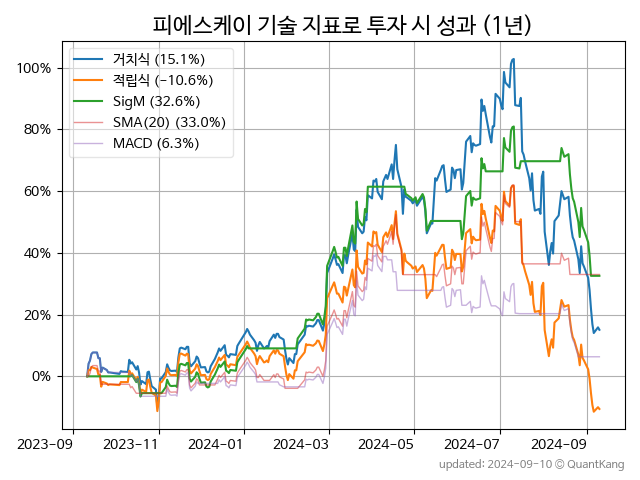 피에스케이 기술 지표로 투자 시 성과 (1년)
거치식 (15.1%)
적립식 (−10.6%)
SigM (32.6%)
SMA(20) (33.0%)
MACD (6.3%)
100%
80%
60%
40%
20%
0%
2023-09 2023-11 2024-01 2024-03 2024-05 2024-07 2024-09
updated: 2024-09-10 @ QuantKang